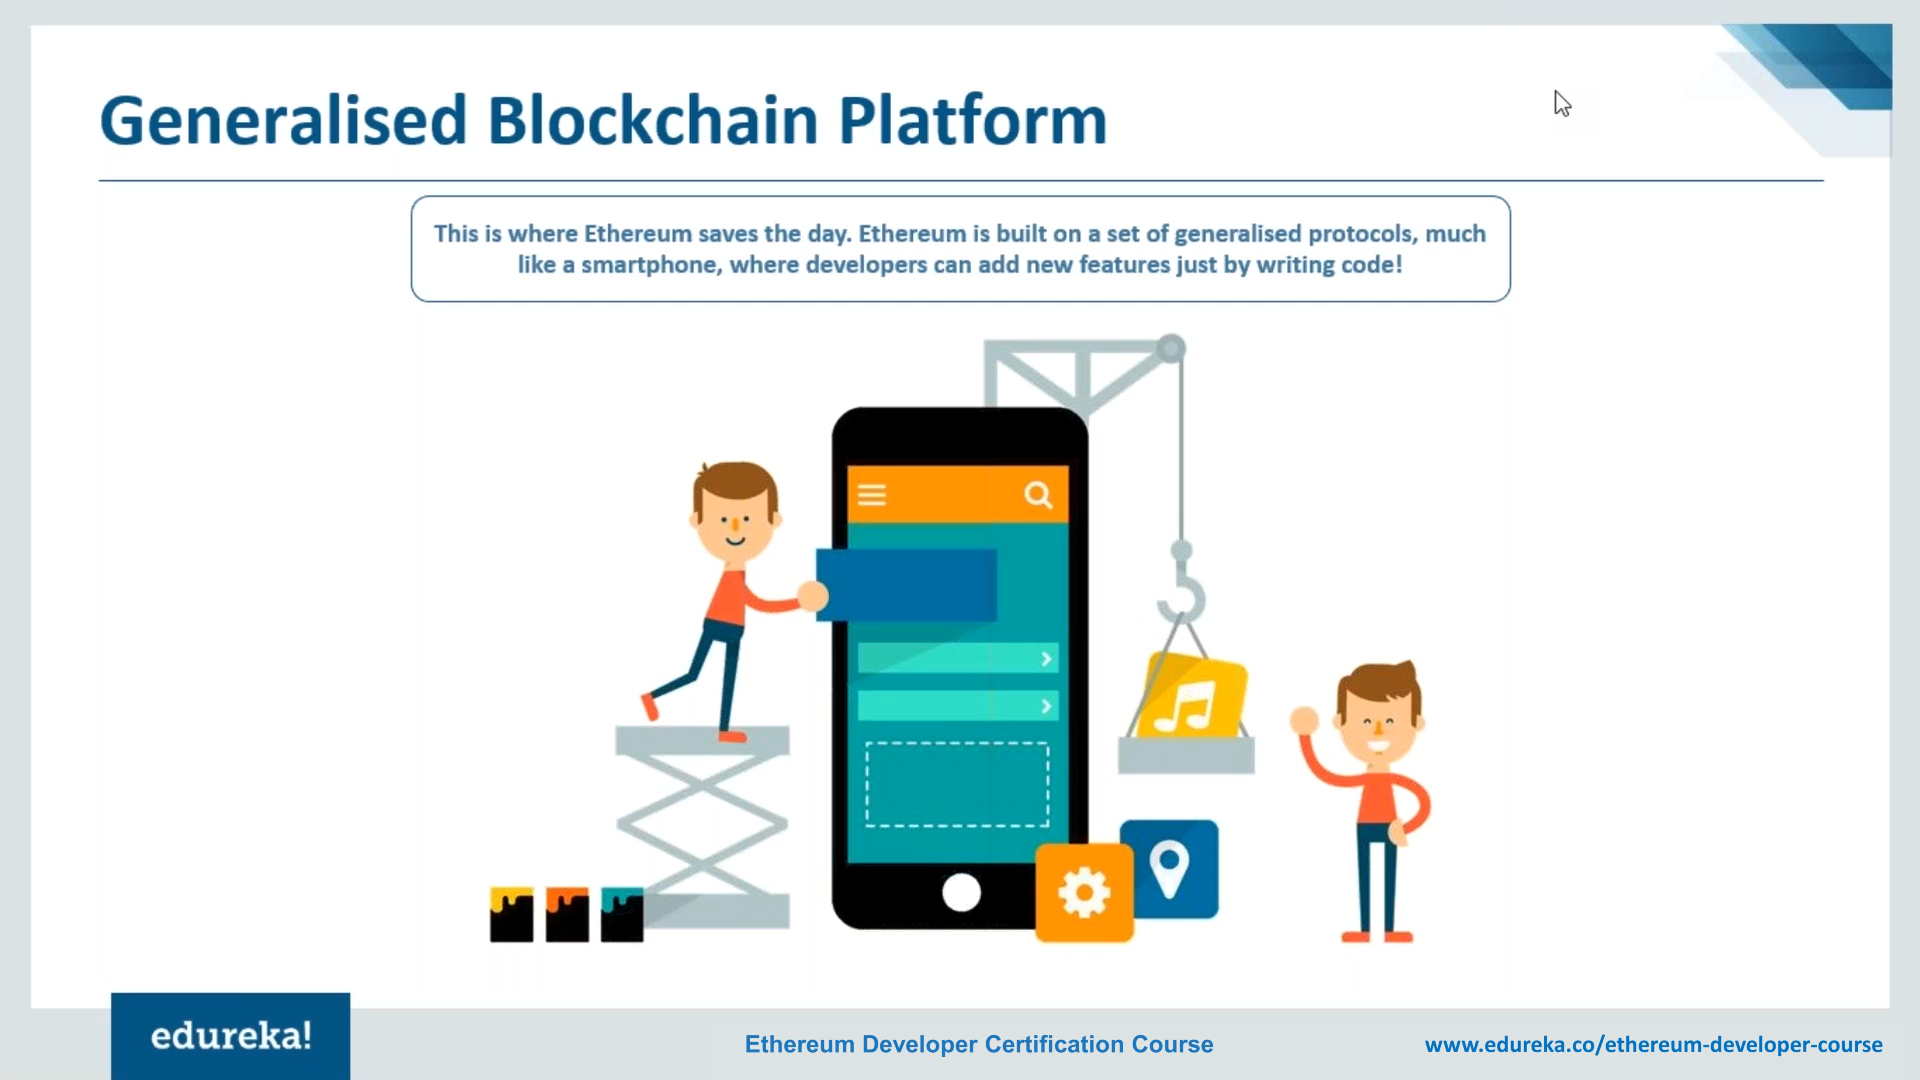 Generalised Blockchain Platform
This is where Ethereum saves the day. Ethereum is built on a set of generalised protocols, much
like a smartphone, where developers can add new features just by writing code!
edureka!
Ethereum Developer Certification Course
www.edureka.co/ethereum-developer-course